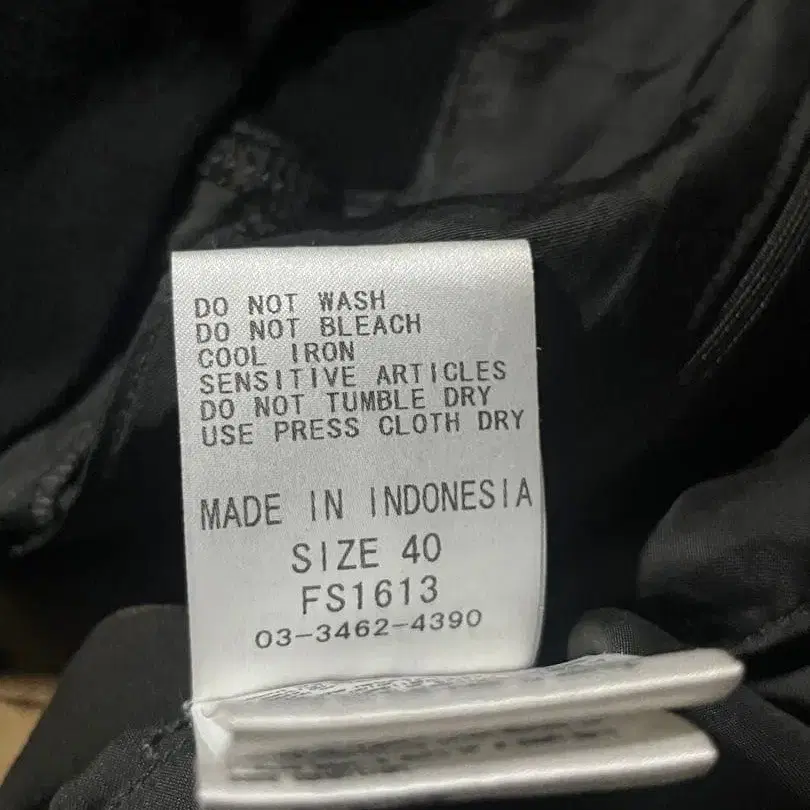 DO NOT WASH
DO NOT BLEACH
COOL IRON
SENSITIVE ARTICLES
DO NOT TUMBLE DRY
USE PRESS CLOTH DRY
MADE IN INDONESIA
SIZE 40
FS1613
03-3462-4390